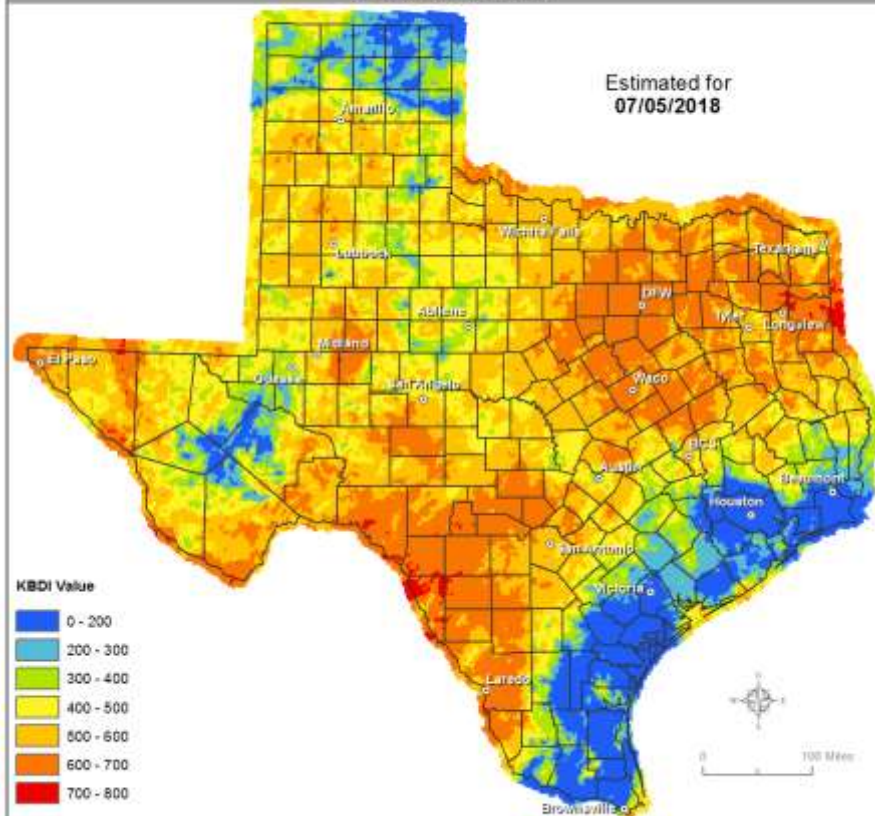 Estimated for
07/05/2018
Amarillo
Wichita Falls
Texarkana
Lubbock
DFW
Abilene
Tyler
Longview
El Paso
Midland
Odessa
San Angelo
Waco
BCS
Austin
Beaumont
Houston
San Antonio
Victoria
Laredo
Brownsville
KBDI Value
0 - 200
200 - 300
300 - 400
400 - 500
500 - 600
600 - 700
700 - 800
0 100 Miles